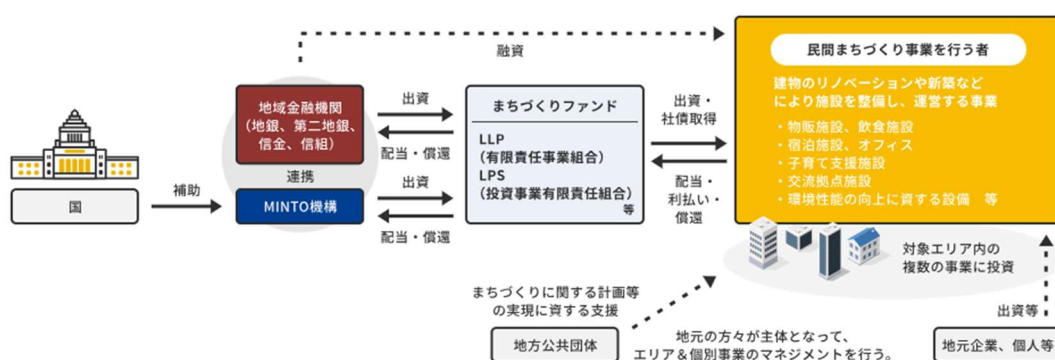 融資
民間まちづくり事業を行う者
建物のリノベーションや新築など
により施設を整備し、運営する事業
・物販施設、飲食施設
・宿泊施設、オフィス
・子育て支援施設
・交流拠点施設
・環境性能の向上に資する設備　等
地域金融機関
（地銀、第二地銀、
信金、信組）
連携
MINTO機構
国
補助
出資
配当・償還
出資
配当・償還
まちづくりファンド
LLP
（有限責任事業組合）
LPS
（投資事業有限責任組合）
等
出資・
社債取得
配当・
利払い・
償還
対象エリア内の
複数の事業に投資
まちづくりに関する計画等
の実現に資する支援
地方公共団体
地元の方々が主体となって、
エリア＆個別事業のマネジメントを行う。
出資等
地元企業、個人等